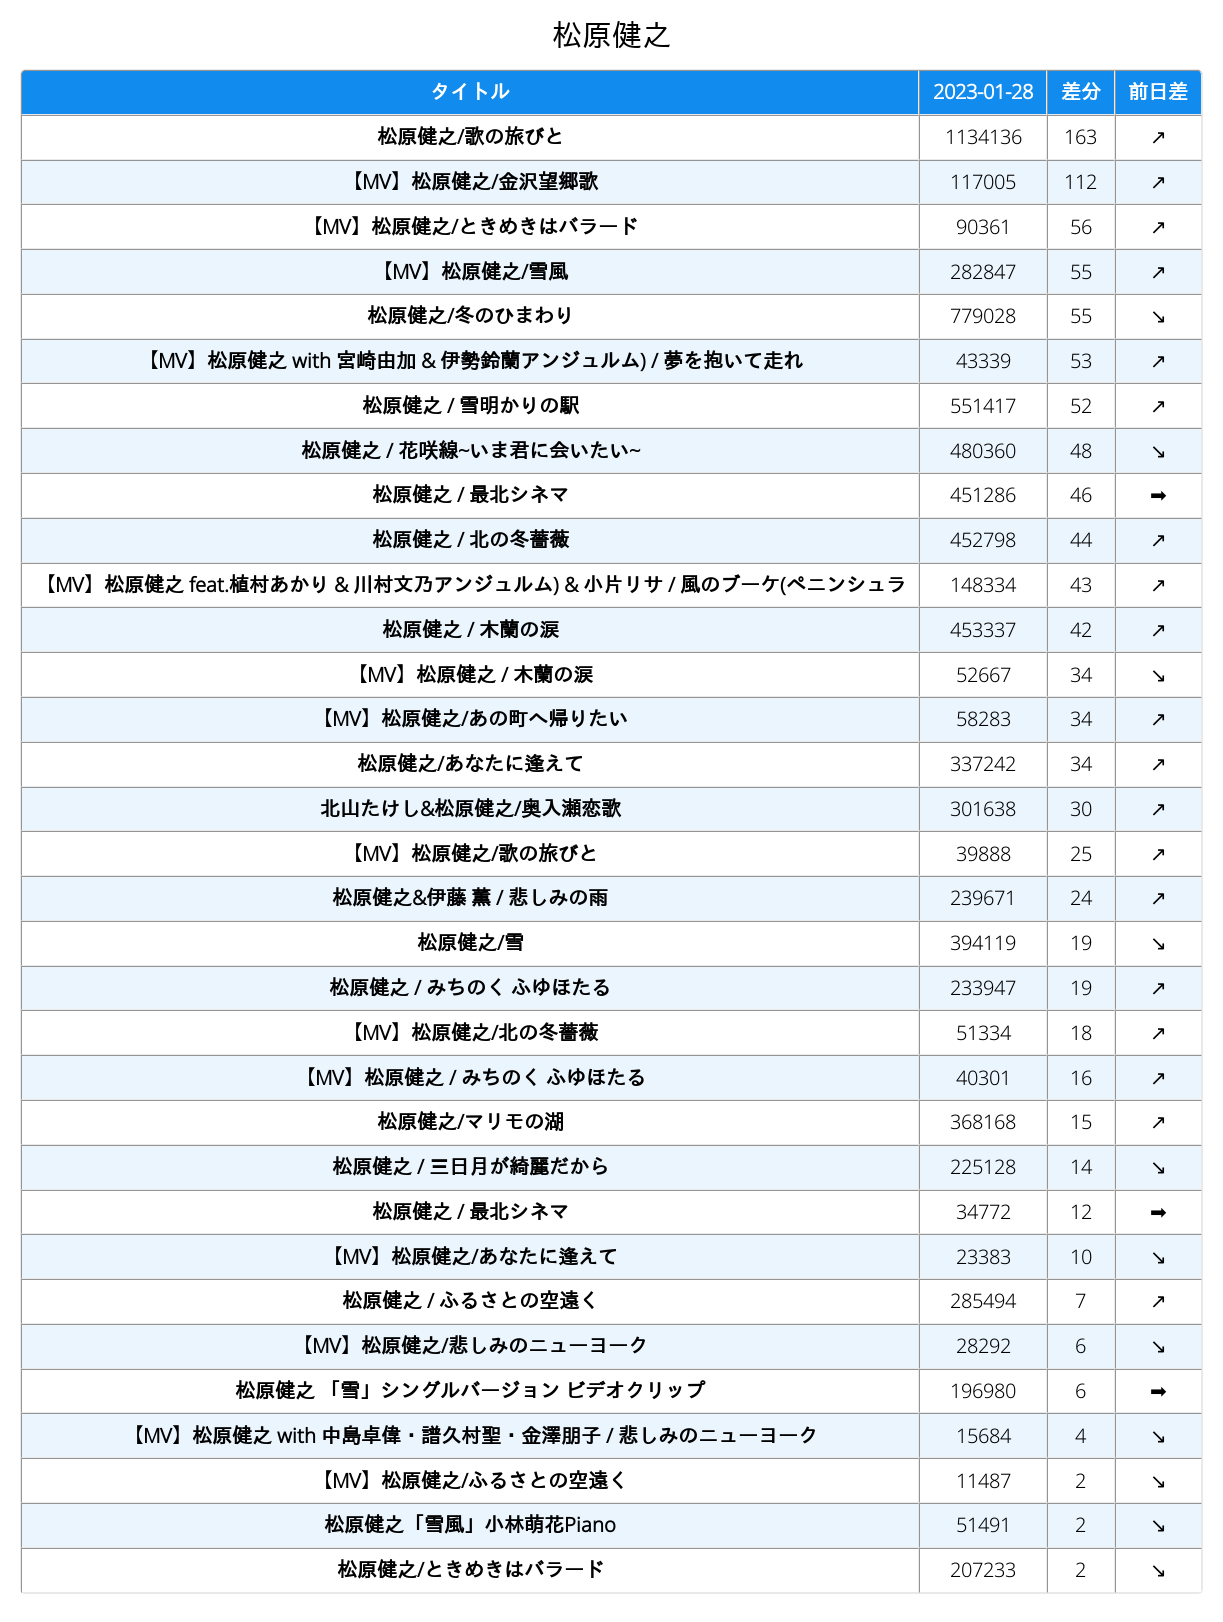 松原健之
タイトル 2023-01-28 差分 前日差
松原健之/歌の旅びと 1134136 163 ↗
【MV】松原健之/金沢望郷歌 117005 112 ↗
【MV】松原健之/ときめきはバラード 90361 56 ↗
【MV】松原健之/雪風 282847 55 ↗
松原健之/冬のひまわり 779028 55 ↘
【MV】松原健之 with 宮崎由加 & 伊勢鈴蘭アンジュルム) / 夢を抱いて走れ 43339 53 ↗
松原健之 / 雪明かりの駅 551417 52 ↗
松原健之 / 花咲線~いま君に会いたい~ 480360 48 ↘
松原健之 / 最北シネマ 451286 46 ➡
松原健之 / 北の冬薔薇 452798 44 ↗
【MV】松原健之 feat.植村あかり & 川村文乃アンジュルム) & 小片リサ / 風のブーケ(ペニンシュラ 148334 43 ↗
松原健之 / 木蘭の涙 453337 42 ↗
【MV】松原健之 / 木蘭の涙 52667 34 ↘
【MV】松原健之/あの町へ帰りたい 58283 34 ↗
松原健之/あなたに逢えて 337242 34 ↗
北山たけし&松原健之/奥入瀬恋歌 301638 30 ↗
【MV】松原健之/歌の旅びと 39888 25 ↗
松原健之&伊藤 薫 / 悲しみの雨 239671 24 ↗
松原健之/雪 394119 19 ↘
松原健之 / みちのく ふゆほたる 233947 19 ↗
【MV】松原健之/北の冬薔薇 51334 18 ↗
【MV】松原健之 / みちのく ふゆほたる 40301 16 ↗
松原健之/マリモの湖 368168 15 ↗
松原健之 / 三日月が綺麗だから 225128 14 ↘
松原健之 / 最北シネマ 34772 12 ➡
【MV】松原健之/あなたに逢えて 23383 10 ↘
松原健之 / ふるさとの空遠く 285494 7 ↗
【MV】松原健之/悲しみのニューヨーク 28292 6 ↘
松原健之 「雪」シングルバージョン ビデオクリップ 196980 6 ➡
【MV】松原健之 with 中島卓偉・譜久村聖・金澤朋子 / 悲しみのニューヨーク 15684 4 ↘
【MV】松原健之/ふるさとの空遠く 11487 2 ↘
松原健之「雪風」小林萌花Piano 51491 2 ↘
松原健之/ときめきはバラード 207233 2 ↘